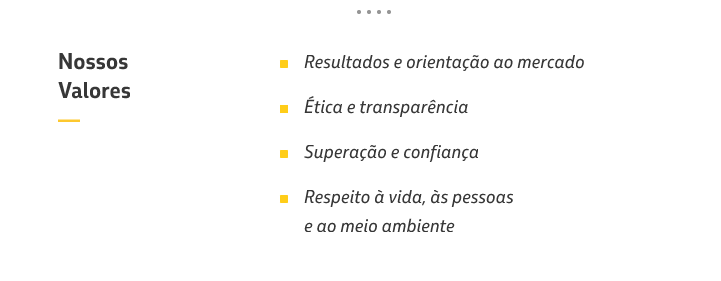 Nossos
Valores
Resultados e orientação ao mercado
Ética e transparência
Superação e confiança
Respeito à vida, às pessoas
e ao meio ambiente